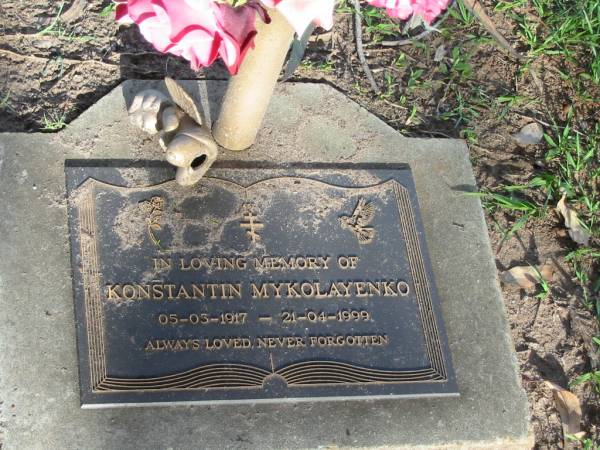 IN LOVING MEMORY OF
KONSTANTIN MYKOLAYENKO
05-03-1917 - 21-04-1999
ALWAYS LOVED, NEVER FORGOTTEN